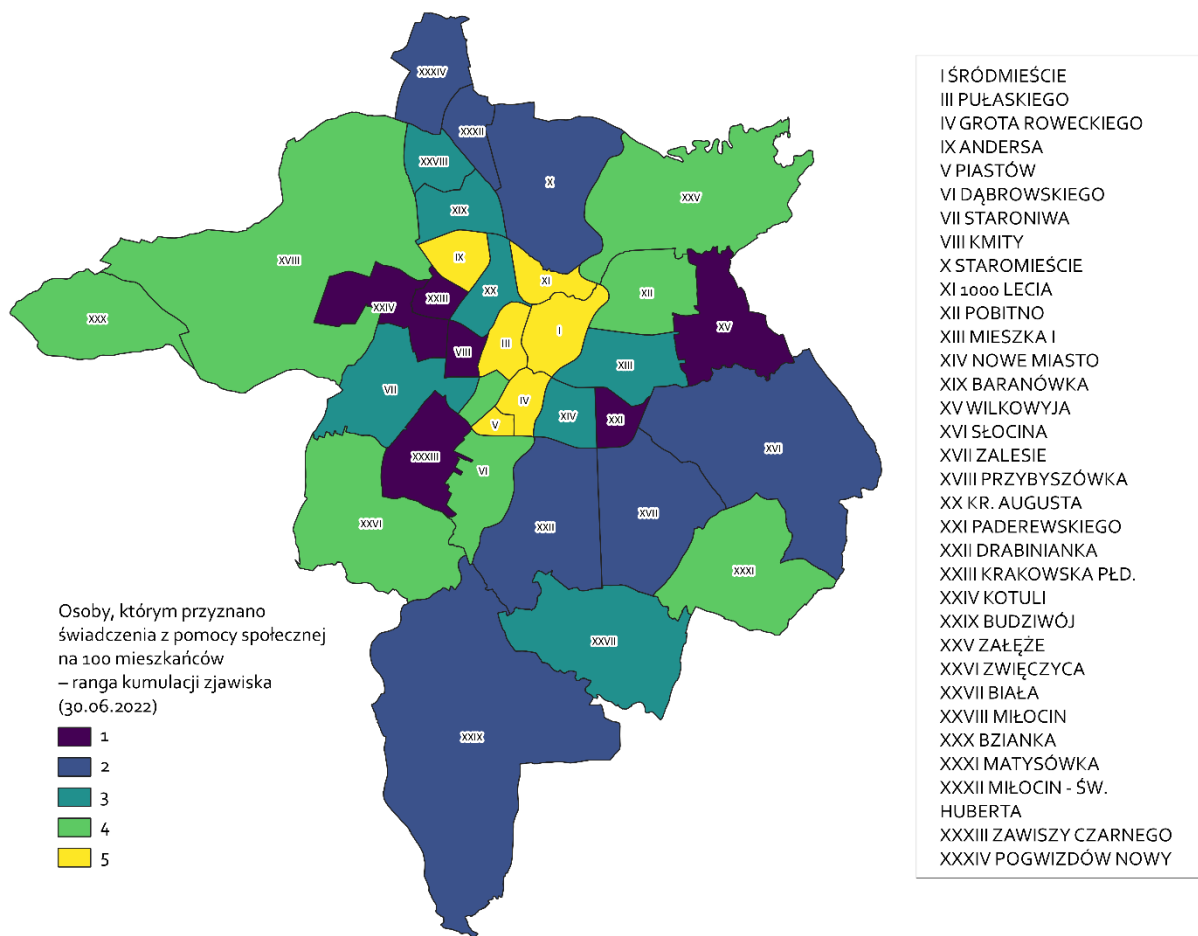 XXXIV
XXXII
XXVIII
X
XXV
XIX
IX
XVIII
XX
XI
XII
XXIII
XXIV
XXX
I
XV
III
VIII
XIII
VII
IV
XIV
XXI
V
XVI
XXXIII
VI
XXVI
XXII
XVII
XXXI
XXVII
XXIX
Osoby, którym przyznano
świadczenia z pomocy społecznej
na 100 mieszkańców
– ranga kumulacji zjawiska
(30.06.2022)
1
2
3
4
5
I ŚRÓDMIEŚCIE
III PUŁASKIEGO
IV GROTA ROWECKIEGO
IX ANDERSA
V PIASTÓW
VI DĄBROWSKIEGO
VII STARONIWA
VIII KMITY
X STAROMIEŚCIE
XI 1000 LECIA
XII POBITNO
XIII MIESZKA I
XIV NOWE MIASTO
XIX BARANÓWKA
XV WILKOWYJA
XVI SŁOCINA
XVII ZALESIE
XVIII PRZYBYSZÓWKA
XX KR. AUGUSTA
XXI PADEREWSKIEGO
XXII DRABINIANKA
XXIII KRAKOWSKA PŁD.
XXIV KOTULI
XXIX BUDZIWÓJ
XXV ZAŁĘŻE
XXVI ZWIĘCZYCA
XXVII BIAŁA
XXVIII MIŁOCIN
XXX BZIANKA
XXXI MATYSÓWKA
XXXII MIŁOCIN - ŚW.
HUBERTA
XXXIII ZAWISZY CZARNEGO
XXXIV POGWIZDÓW NOWY